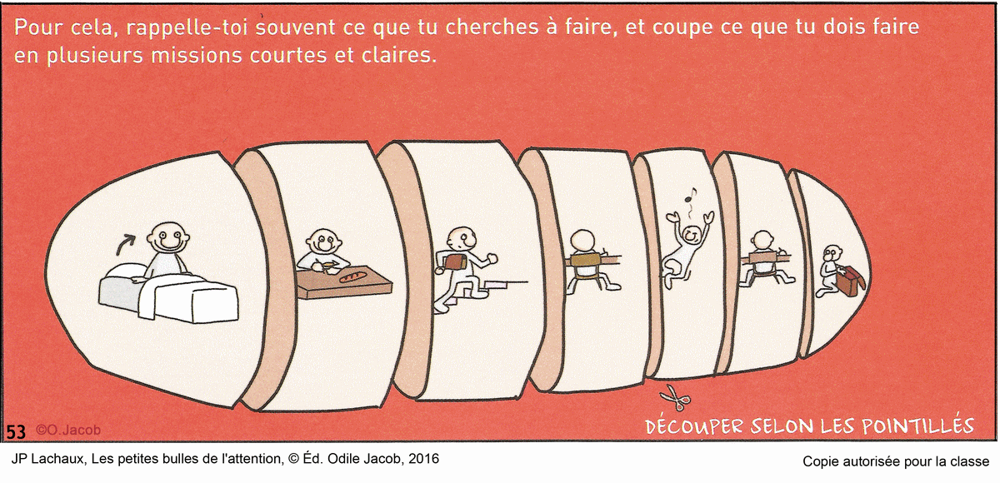 Pour cela, rappelle-toi souvent ce que tu cherches à faire, et coupe ce que tu dois faire
en plusieurs missions courtes et claires.
DÉCOUPER SELON LES POINTILLÉS
53 ©O.Jacob
JP Lachaux, Les petites bulles de l'attention, © Éd. Odile Jacob, 2016
Copie autorisée pour la classe